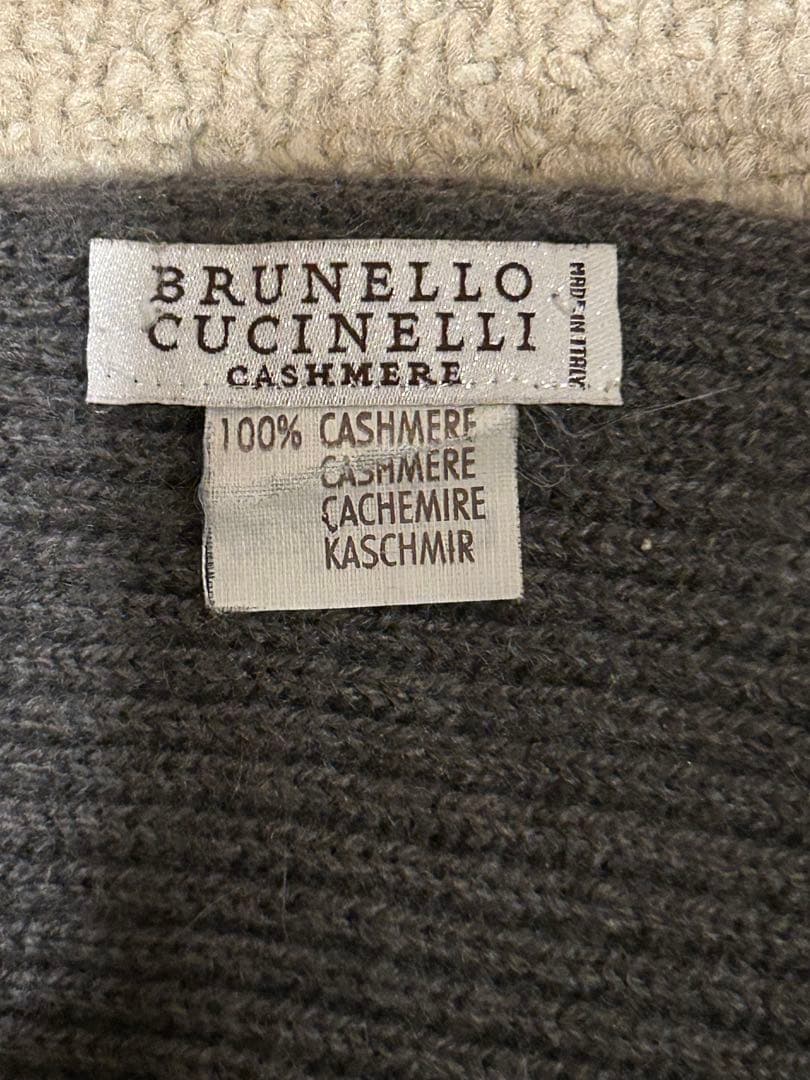 BRUNELLO
CUCINELLI
CASHMERE
MADE IN ITALY
100% CASHMERE
CASHMERE
CACHEMIRE
KASCHMIR